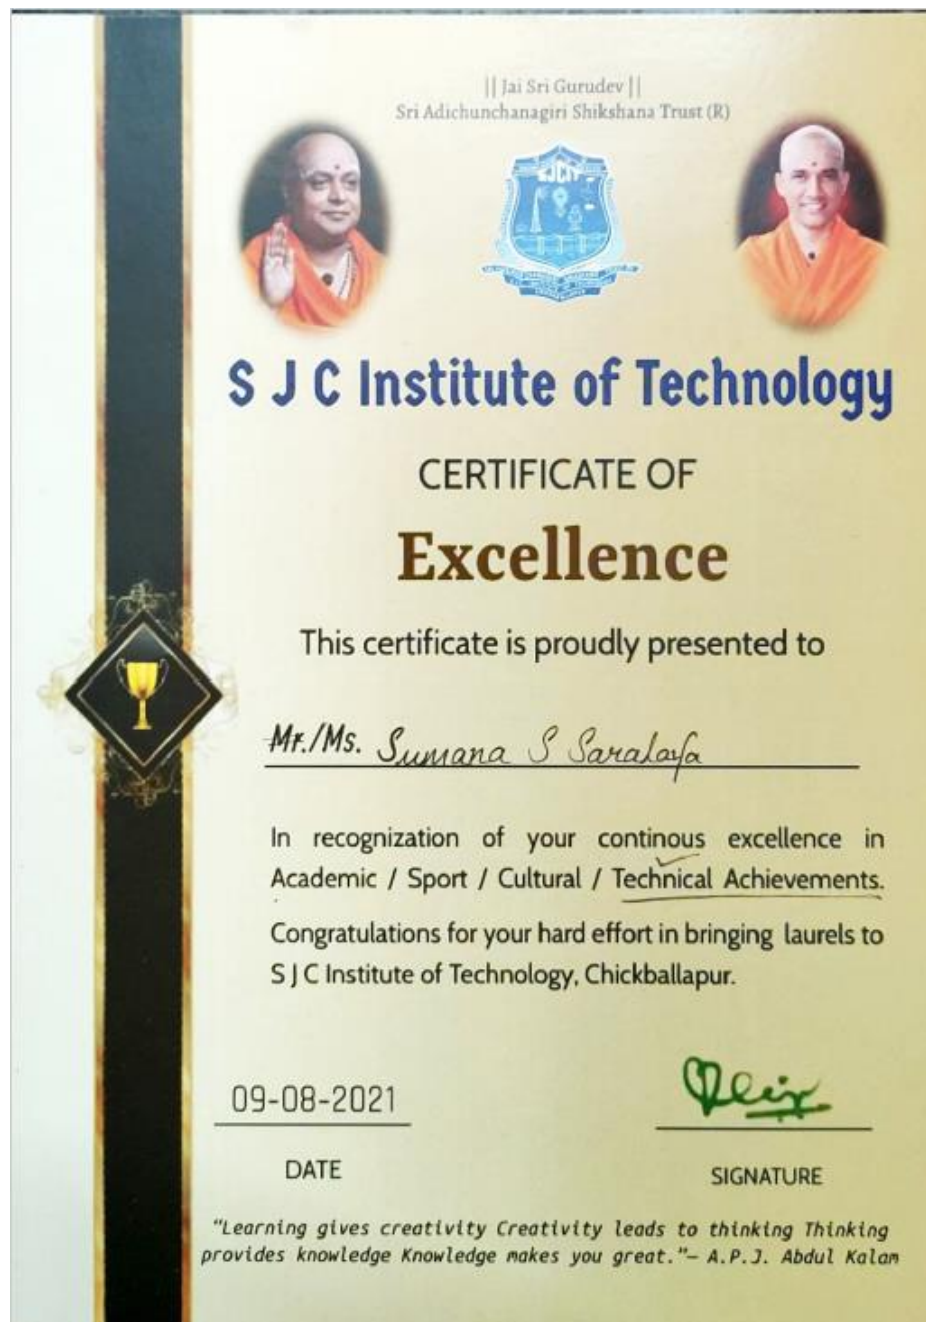 || Jai Sri Gurudev ||
Sri Adichunchanagiri Shikshana Trust (R)
SJCIT
S J C Institute of Technology
CERTIFICATE OF
Excellence
This certificate is proudly presented to
Mr./Ms. Sumana S Saralaya
In recognization of your continous excellence in
Academic / Sport / Cultural / Technical Achievements.
Congratulations for your hard effort in bringing laurels to
S J C Institute of Technology, Chickballapur.
09-08-2021
DATE
SIGNATURE
“Learning gives creativity Creativity leads to thinking Thinking
provides knowledge Knowledge makes you great.”– A.P.J. Abdul Kalam